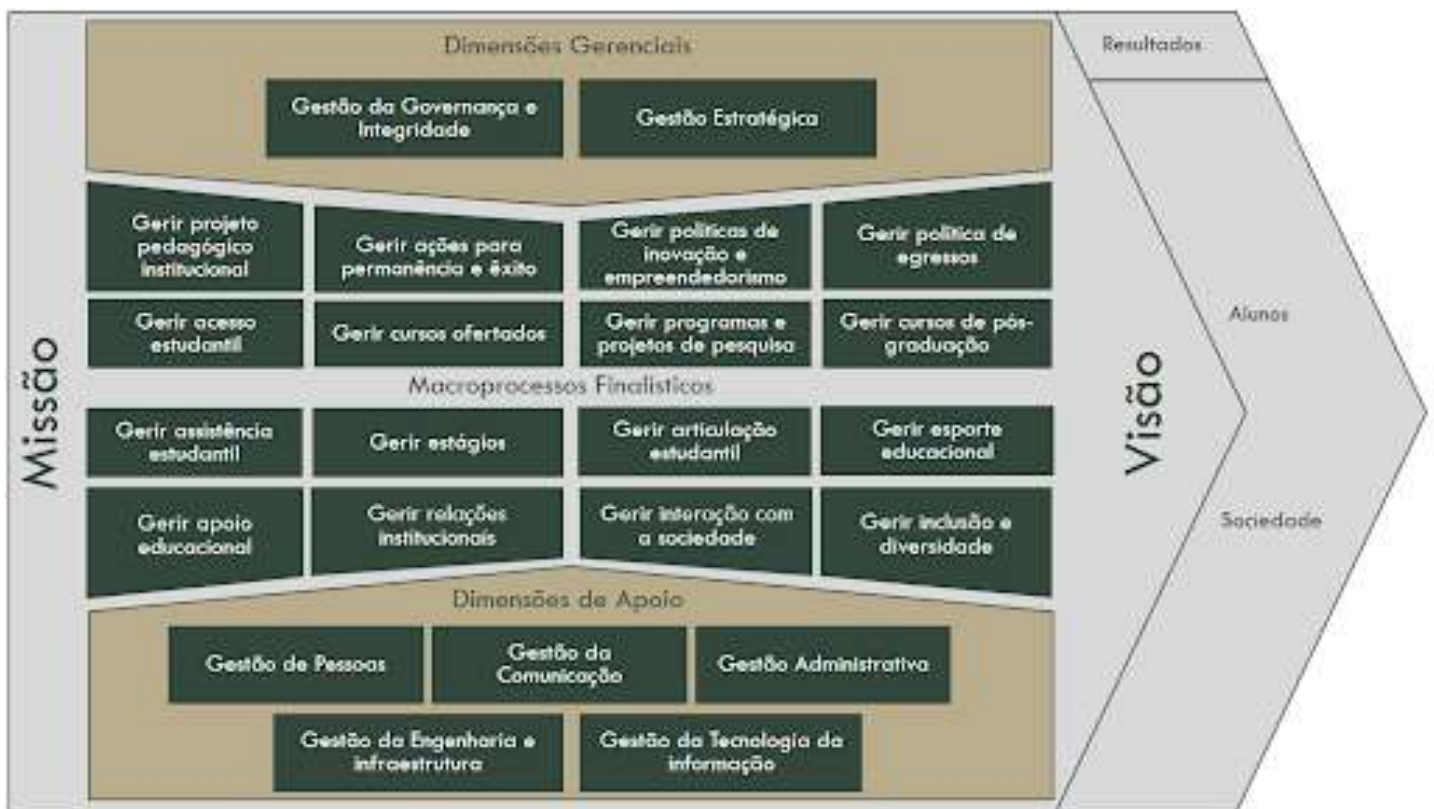 Dimensões Gerenciais
Resultados
Gestão da Governança e
Integridade
Gestão Estratégica
Gerir projeto
pedagógico
institucional
Gerir ações para
permanência e êxito
Gerir políticas de
inovação e
empreendedorismo
Gerir política de
egressos
Gerir acesso
estudantil
Gerir cursos ofertados
Gerir programas e
projetos de pesquisa
Gerir cursos de pós-
graduação
Missão
Macroprocessos Finalísticos
Visão
Alunos
Sociedade
Gerir assistência
estudantil
Gerir estágios
Gerir articulação
estudantil
Gerir esporte
educacional
Gerir apoio
educacional
Gerir relações
institucionais
Gerir interação com
a sociedade
Gerir inclusão e
diversidade
Dimensões de Apoio
Gestão de Pessoas
Gestão da
Comunicação
Gestão Administrativa
Gestão da Engenharia e
infraestrutura
Gestão da Tecnologia da
informação